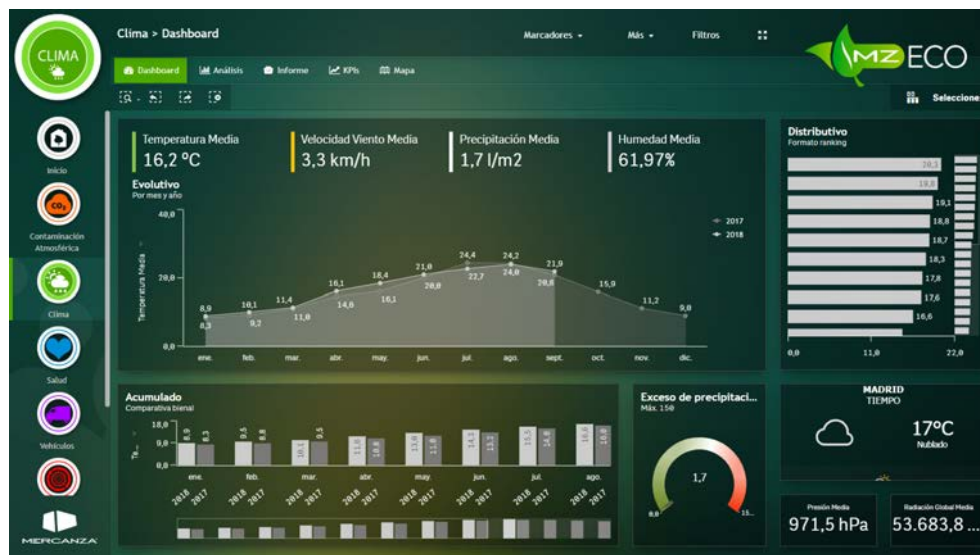 CLIMA
Clima > Dashboard
Marcadores
Más
Filtros
MZ ECO
Dashboard
Análisis
Informe
KPIs
Mapa
Seleccione
Inicio
CO₂
Contaminación
Atmosférica
Clima
Salud
Vehículos
MERCANZA
Temperatura Media
16,2 ºC
Velocidad Viento Media
3,3 km/h
Precipitación Media
1,7 l/m2
Humedad Media
61,97%
Evolutivo
Por mes y año
Temperatura Media
40,0
20,0
0,0
2017
2018
8,9
10,1
11,4
16,1
18,4
21,0
24,4
24,2
21,9
15,9
11,2
9,0
8,3
9,2
11,0
14,0
16,1
20,0
22,7
24,0
20,8
ene.
feb.
mar.
abr.
may.
jun.
jul.
ago.
sept.
oct.
nov.
dic.
Distributivo
Formato ranking
20,1
19,8
19,1
18,8
18,7
18,3
17,8
17,6
16,6
0,0
11,0
22,0
Acumulado
Comparativa bienal
Te...
18,0
9,0
0,0
8,9
8,3
9,5
8,8
10,1
9,5
11,6
13,0
14,3
15,5
14,0
16,6
ene.
feb.
mar.
abr.
may.
jun.
jul.
ago.
2018 2017
2018 2017
2018 2017
2018 2017
2018 2017
2018 2017
2018 2017
2018 2017
Exceso de precipitaci...
Máx. 150
1,7
0,0
15...
MADRID
TIEMPO
17°C
Nublado
Presión Media
971,5 hPa
Radiación Global Media
53.683,8 ...